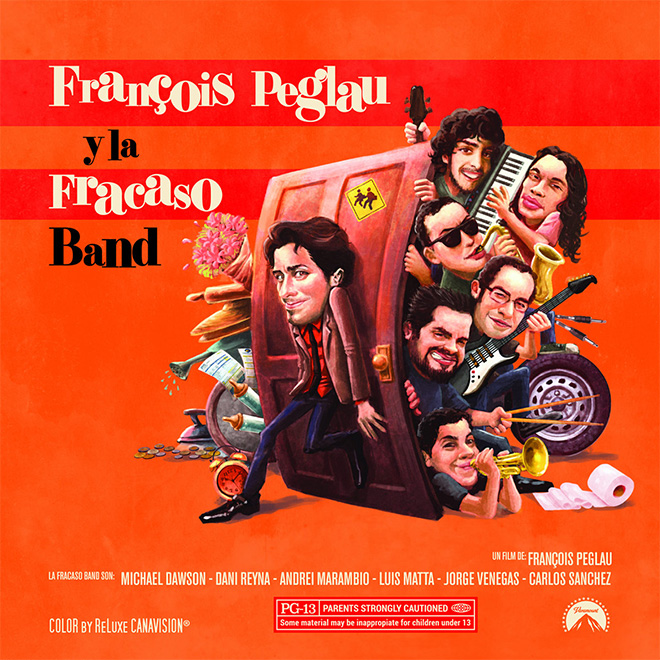 François Peglau
y la
Fracaso
Band
UN FILM DE: FRANÇOIS PEGLAU
LA FRACASO BAND SON: MICHAEL DAWSON - DANI REYNA - ANDREI MARAMBIO - LUIS MATTA - JORGE VENEGAS - CARLOS SANCHEZ
COLOR BY ReLUXE CANAVISION®
PG-13 PARENTS STRONGLY CAUTIONED
Some material may be inappropiate for children under 13
Paramount